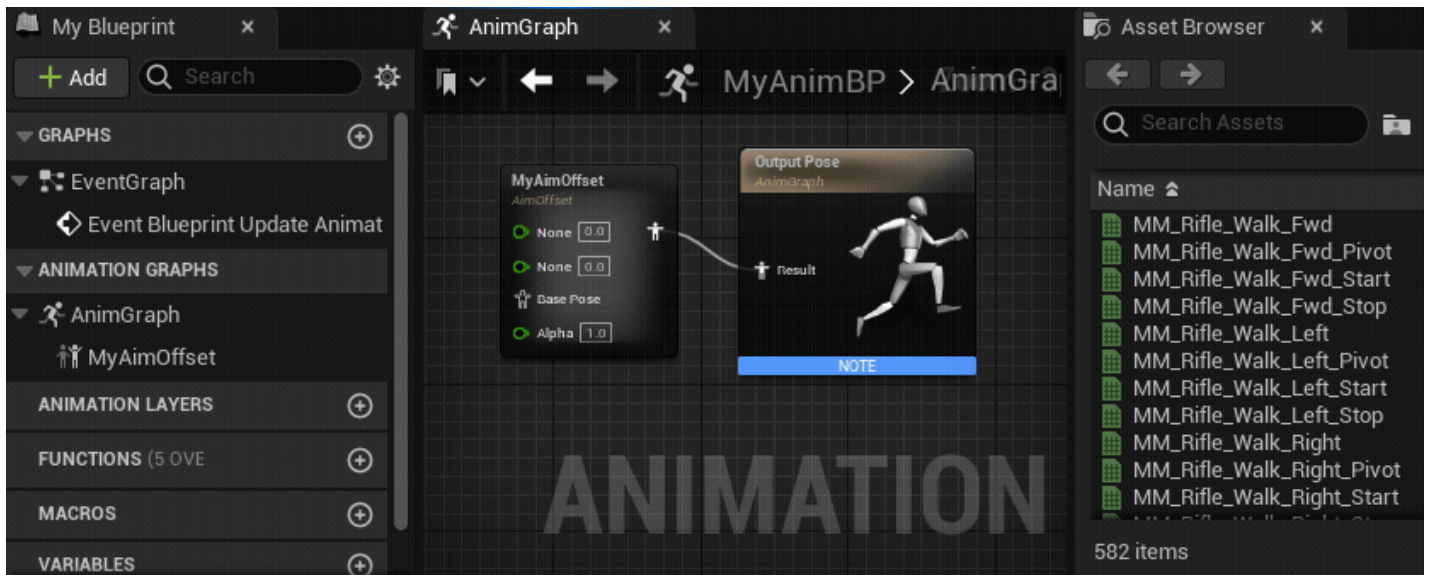 My Blueprint
Add
Search
GRAPHS
EventGraph
Event Blueprint Update Animat
ANIMATION GRAPHS
AnimGraph
MyAimOffset
ANIMATION LAYERS
FUNCTIONS (5 OVE
MACROS
VARIABLES
AnimGraph
MyAnimBP > AnimGra
MyAimOffset
AimOffset
None 0.0
None 0.0
Base Pose
Alpha 1.0
Output Pose
AnimGraph
Result
NOTE
ANIMATION
Asset Browser
Search Assets
Name
MM_Rifle_Walk_Fwd
MM_Rifle_Walk_Fwd_Pivot
MM_Rifle_Walk_Fwd_Start
MM_Rifle_Walk_Fwd_Stop
MM_Rifle_Walk_Left
MM_Rifle_Walk_Left_Pivot
MM_Rifle_Walk_Left_Start
MM_Rifle_Walk_Left_Stop
MM_Rifle_Walk_Right
MM_Rifle_Walk_Right_Pivot
MM_Rifle_Walk_Right_Start
582 items